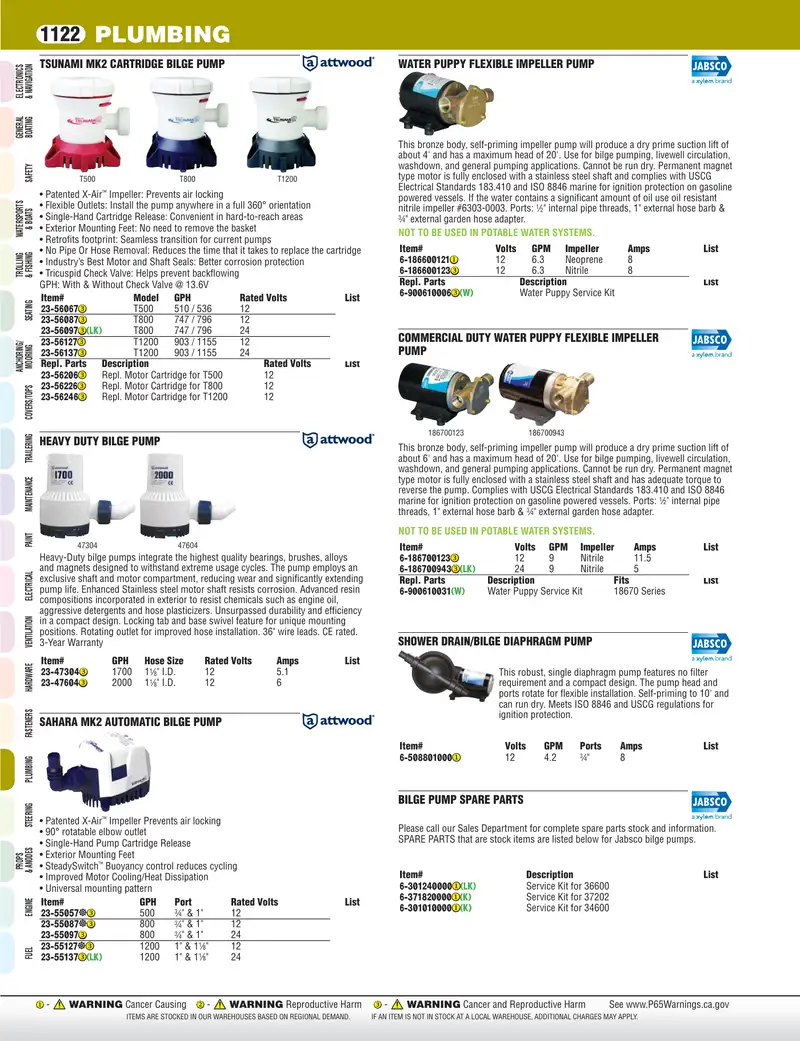 1122 PLUMBING
ELECTRONICS & NAVIGATION
GENERAL BOATING
SAFETY
WATERSPORTS & BOATS
TROLLING & FISHING
SEATING
ANCHORING/ MOORING
COVERS/TOPS
TRAILERING
MAINTENANCE
PAINT
ELECTRICAL
VENTILATION
HARDWARE
FASTENERS
PLUMBING
STEERING
PROPS & ANODES
ENGINE
FUEL
TSUNAMI MK2 CARTRIDGE BILGE PUMP
attwood
T500 T800 T1200
• Patented X-Air™ Impeller: Prevents air locking
• Flexible Outlets: Install the pump anywhere in a full 360° orientation
• Single-Hand Cartridge Release: Convenient in hard-to-reach areas
• Exterior Mounting Feet: No need to remove the basket
• Retrofits footprint: Seamless transition for current pumps
• No Pipe Or Hose Removal: Reduces the time that it takes to replace the cartridge
• Industry's Best Motor and Shaft Seals: Better corrosion protection
• Tricuspid Check Valve: Helps prevent backflowing
GPH: With & Without Check Valve @ 13.6V
Item# Model GPH Rated Volts List
23-56067 3 T500 510 / 536 12
23-56087 3 T800 747 / 796 12
23-56097 3 (LK) T800 747 / 796 24
23-56127 3 T1200 903 / 1155 12
23-56137 3 T1200 903 / 1155 24
Repl. Parts Description Rated Volts List
23-56206 3 Repl. Motor Cartridge for T500 12
23-56226 3 Repl. Motor Cartridge for T800 12
23-56246 3 Repl. Motor Cartridge for T1200 12
HEAVY DUTY BILGE PUMP
attwood
1700 2000
47304 47604
Heavy-Duty bilge pumps integrate the highest quality bearings, brushes, alloys
and magnets designed to withstand extreme usage cycles. The pump employs an
exclusive shaft and motor compartment, reducing wear and significantly extending
pump life. Enhanced Stainless Steel motor shaft resists corrosion. Advanced resin
compositions incorporated in exterior to resist chemicals such as engine oil,
aggressive detergents and hose plasticizers. Unsurpassed durability and efficiency
in a compact design. Locking tab and base swivel feature for unique mounting
positions. Rotating outlet for improved hose installation. 36" wire leads. CE rated.
3-Year Warranty
Item# GPH Hose Size Rated Volts Amps List
23-47304 3 1700 1⅛" I.D. 12 5.1
23-47604 3 2000 1⅛" I.D. 12 6
SAHARA MK2 AUTOMATIC BILGE PUMP
attwood
• Patented X-Air™ Impeller Prevents air locking
• 90° rotatable elbow outlet
• Single-Hand Pump Cartridge Release
• Exterior Mounting Feet
• SteadySwitch™ Buoyancy control reduces cycling
• Improved Motor Cooling/Heat Dissipation
• Universal mounting pattern
Item# GPH Port Rated Volts List
23-55057 3 500 ¾" & 1" 12
23-55087 3 800 ¾" & 1" 12
23-55097 3 800 ¾" & 1" 24
23-55127 3 1200 1" & 1⅛" 12
23-55137 3 (LK) 1200 1" & 1⅛" 24
WATER PUPPY FLEXIBLE IMPELLER PUMP
JABSCO
a xylem brand
This bronze body, self-priming impeller pump will produce a dry prime suction lift of
about 4' and has a maximum head of 20'. Use for bilge pumping, livewell circulation,
washdown, and general pumping applications. Cannot be run dry. Permanent magnet
type motor is fully enclosed with a stainless steel shaft and complies with USCG
Electrical Standards 183.410 and ISO 8846 marine for ignition protection on gasoline
powered vessels. If the water contains a significant amount of oil use oil resistant
nitrile impeller #6303-0003. Ports: ½" internal pipe threads, 1" external hose barb &
¾" external garden hose adapter.
NOT TO BE USED IN POTABLE WATER SYSTEMS.
Item# Volts GPM Impeller Amps List
6-186600121 1 12 6.3 Neoprene 8
6-186600123 3 12 6.3 Nitrile 8
Repl. Parts Description List
6-900610006 3 (W) Water Puppy Service Kit
COMMERCIAL DUTY WATER PUPPY FLEXIBLE IMPELLER
PUMP
JABSCO
a xylem brand
186700123 186700943
This bronze body, self-priming impeller pump will produce a dry prime suction lift of
about 6' and has a maximum head of 20'. Use for bilge pumping, livewell circulation,
washdown, and general pumping applications. Cannot be run dry. Permanent magnet
type motor is fully enclosed with a stainless steel shaft and has adequate torque to
reverse the pump. Complies with USCG Electrical Standards 183.410 and ISO 8846
marine for ignition protection on gasoline powered vessels. Ports: ½" internal pipe
threads, 1" external hose barb & ¾" external garden hose adapter.
NOT TO BE USED IN POTABLE WATER SYSTEMS.
Item# Volts GPM Impeller Amps List
6-186700123 3 12 9 Nitrile 11.5
6-186700943 3 (LK) 24 9 Nitrile 5
Repl. Parts Description Fits List
6-900610031(W) Water Puppy Service Kit 18670 Series
SHOWER DRAIN/BILGE DIAPHRAGM PUMP
JABSCO
a xylem brand
This robust, single diaphragm pump features no filter
requirement and a compact design. The pump head and
ports rotate for flexible installation. Self-priming to 10' and
can run dry. Meets ISO 8846 and USCG regulations for
ignition protection.
Item# Volts GPM Ports Amps List
6-508801000 1 12 4.2 ¾" 8
BILGE PUMP SPARE PARTS
JABSCO
a xylem brand
Please call our Sales Department for complete spare parts stock and information.
SPARE PARTS that are stock items are listed below for Jabsco bilge pumps.
Item# Description List
6-301240000 1 (LK) Service Kit for 36600
6-371820000 1 (K) Service Kit for 37202
6-301010000 1 (K) Service Kit for 34600
1 - WARNING Cancer Causing 2 - WARNING Reproductive Harm 3 - WARNING Cancer and Reproductive Harm See www.P65Warnings.ca.gov
ITEMS ARE STOCKED IN OUR WAREHOUSES BASED ON REGIONAL DEMAND. IF AN ITEM IS NOT IN STOCK AT A LOCAL WAREHOUSE, ADDITIONAL CHARGES MAY APPLY.